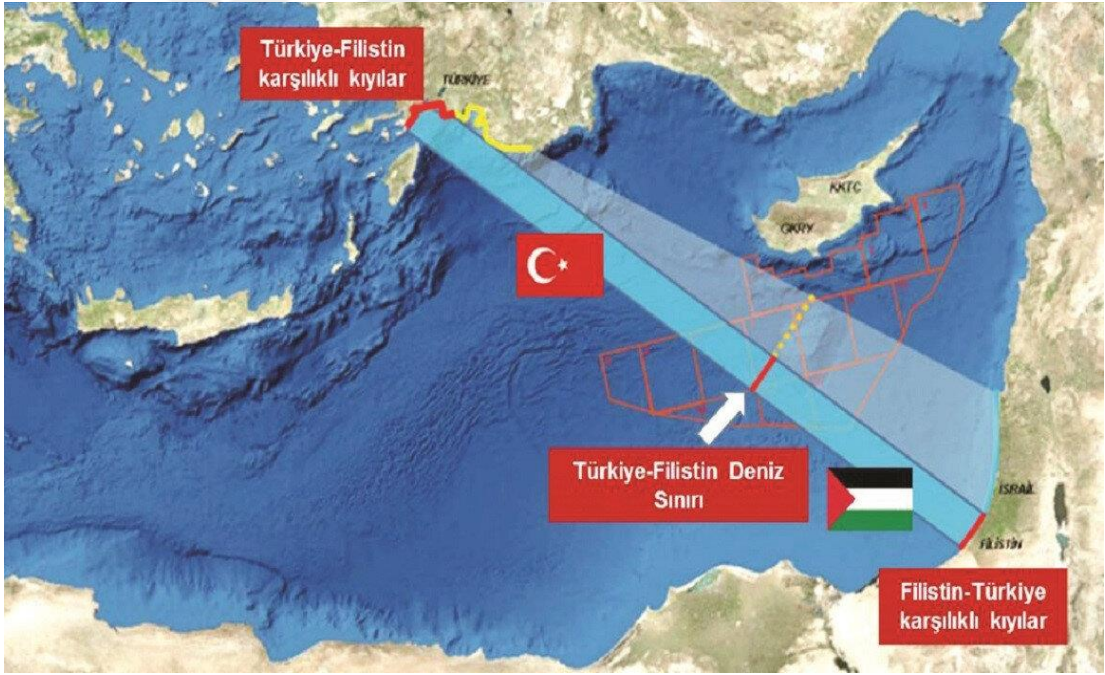 Türkiye-Filistin
karşılıklı kıyılar
TÜRKİYE
KKTC
GKRY
Türkiye-Filistin Deniz
Sınırı
İSRAİL
FİLİSTİN
Filistin-Türkiye
karşılıklı kıyılar